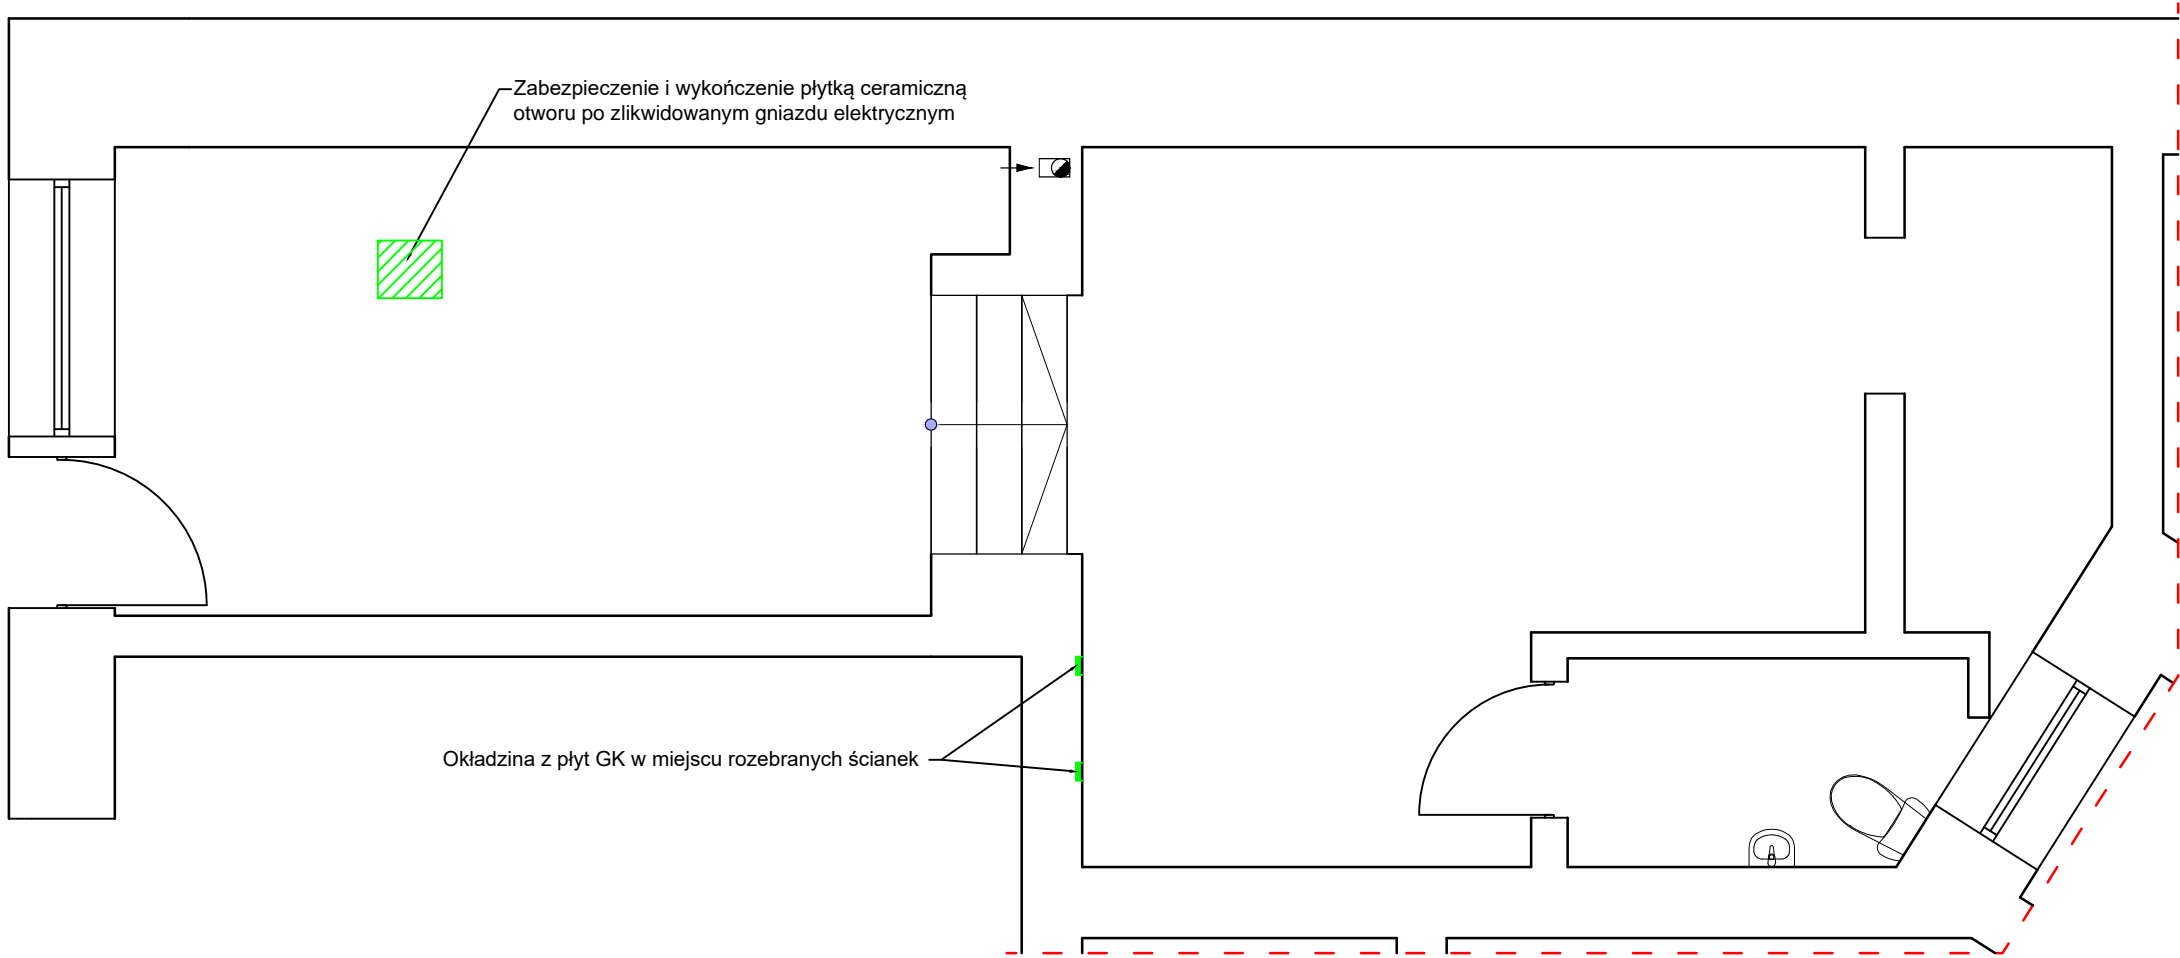 Zabezpieczenie i wykończenie płytką ceramiczną
otworu po zlikwidowanym gniazdu elektrycznym
Okładzina z płyt GK w miejscu rozebranych ścianek